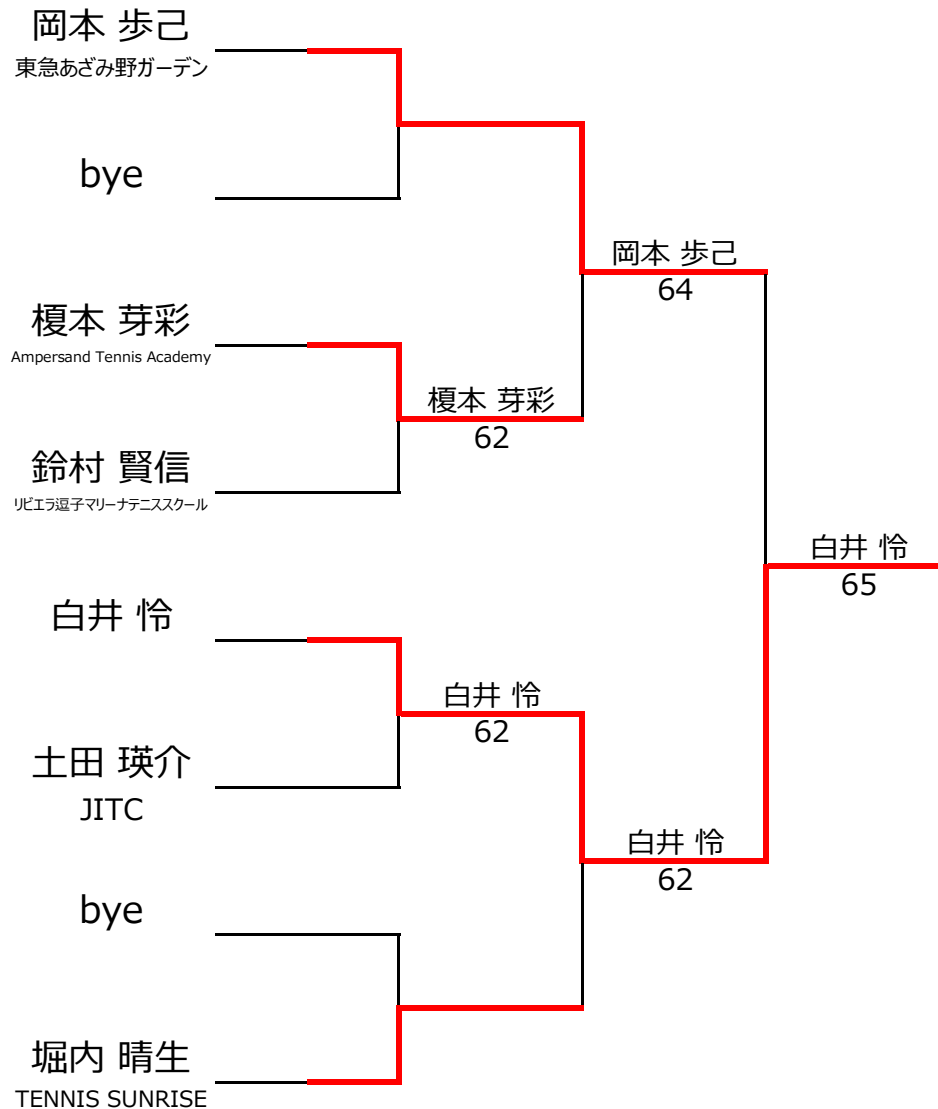 岡本 歩己
東急あざみ野ガーデン
bye
岡本 歩己
64
榎本 芽彩
Ampersand Tennis Academy
榎本 芽彩
62
鈴村 賢信
リビエラ逗子マリーナテニススクール
白井 怜
65
白井 怜
白井 怜
62
土田 瑛介
JITC
白井 怜
62
bye
堀内 晴生
TENNIS SUNRISE